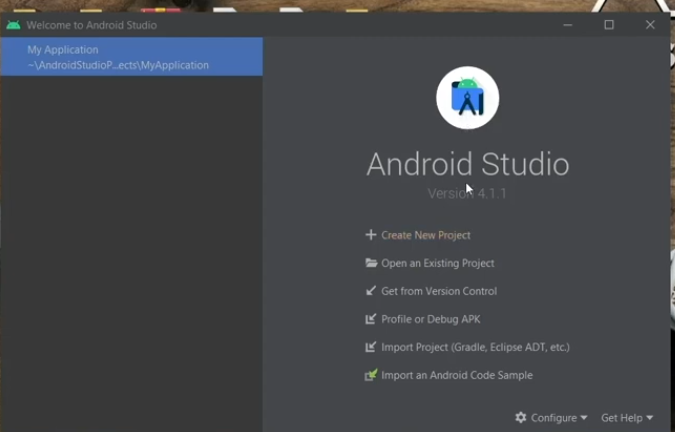 Welcome to Android Studio
My Application
~\AndroidStudioP...ects\MyApplication
Android Studio
Version 4.1.1
Create New Project
Open an Existing Project
Get from Version Control
Profile or Debug APK
Import Project (Gradle, Eclipse ADT, etc.)
Import an Android Code Sample
Configure
Get Help